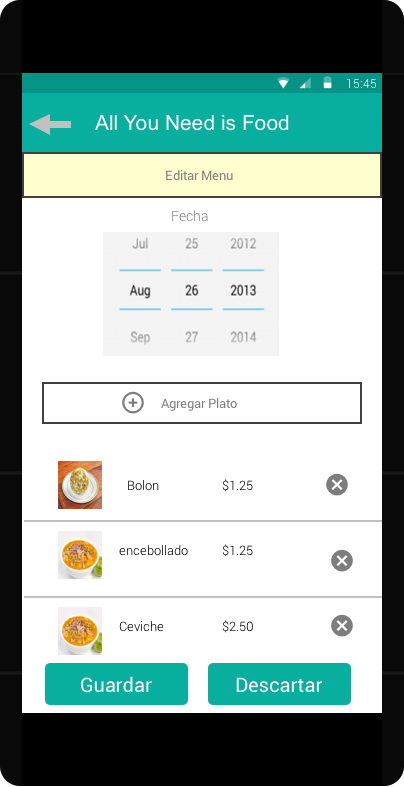 15:45
All You Need is Food
Editar Menu
Fecha
Jul 25 2012
Aug 26 2013
Sep 27 2014
Agregar Plato
Bolon $1.25
encebollado $1.25
Ceviche $2.50
Guardar Descartar